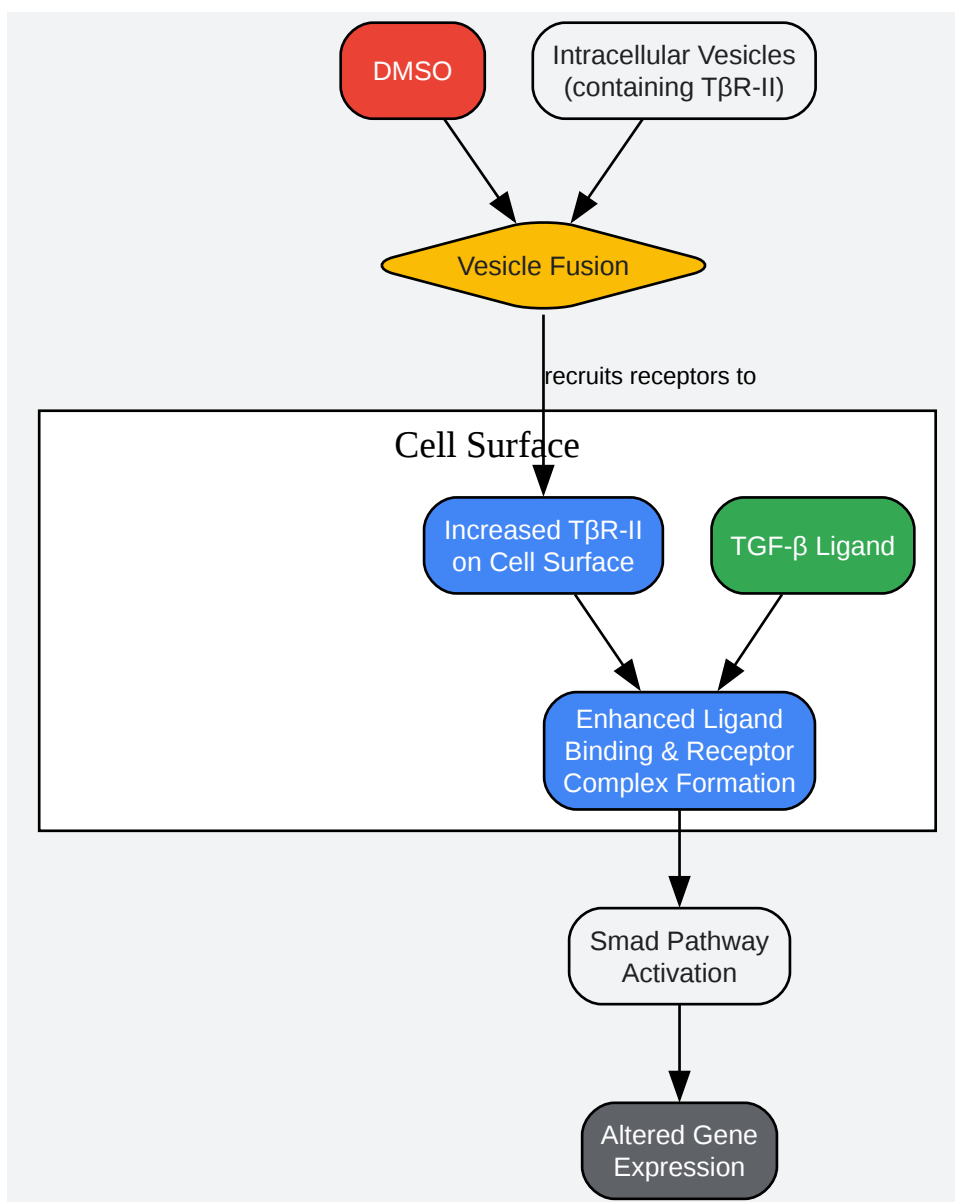 DMSO
Intracellular Vesicles
(containing TβR-II)
Vesicle Fusion
recruits receptors to
Cell Surface
Increased TβR-II
on Cell Surface
TGF-β Ligand
Enhanced Ligand
Binding & Receptor
Complex Formation
Smad Pathway
Activation
Altered Gene
Expression